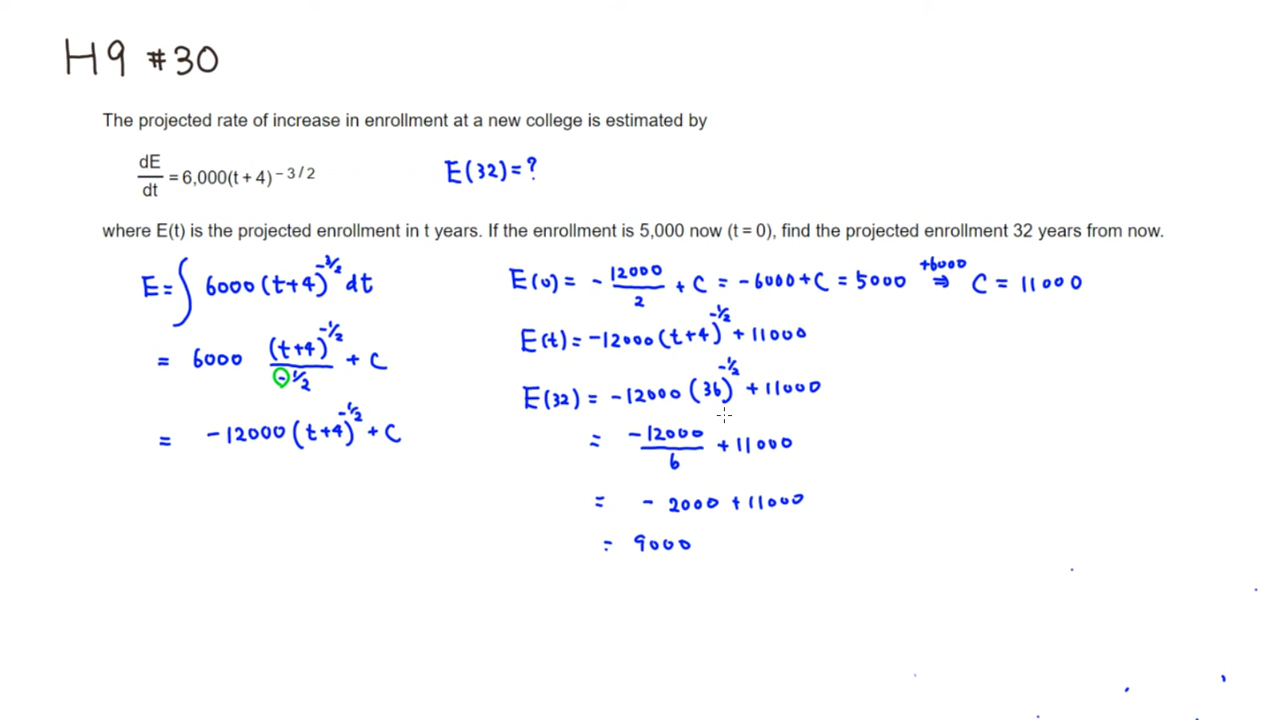 H9 #30
The projected rate of increase in enrollment at a new college is estimated by
dE/dt = 6,000(t + 4)^(−3/2)
E(32) = ?
where E(t) is the projected enrollment in t years. If the enrollment is 5,000 now (t = 0), find the projected enrollment 32 years from now.
E = ∫ 6000 (t+4)^(-3/2) dt
= 6000 (t+4)^(-1/2) / (-1/2) + C
= -12000 (t+4)^(-1/2) + C
E(0) = - 12000/2 + C = -6000 + C = 5000 +6000 ⇒ C = 11000
E(t) = -12000 (t+4)^(-1/2) + 11000
E(32) = -12000 (36)^(-1/2) + 11000
= -12000/6 + 11000
= - 2000 + 11000
= 9000